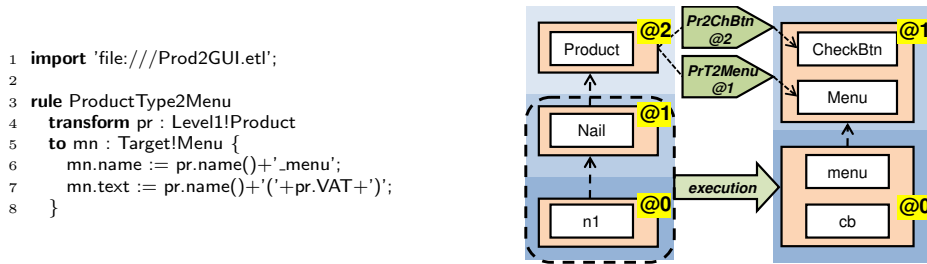 1 import 'file:///Prod2GUI.etl';
2
3 rule ProductType2Menu
4 transform pr : Level1!Product
5 to mn : Target!Menu {
6 mn.name := pr.name()+'_menu';
7 mn.text := pr.name()+'('+pr.VAT+')';
8 }
@2
Product
Pr2ChBtn
@2
PrT2Menu
@1
@1
CheckBtn
Menu
@1
Nail
execution
@0
n1
menu
@0
cb